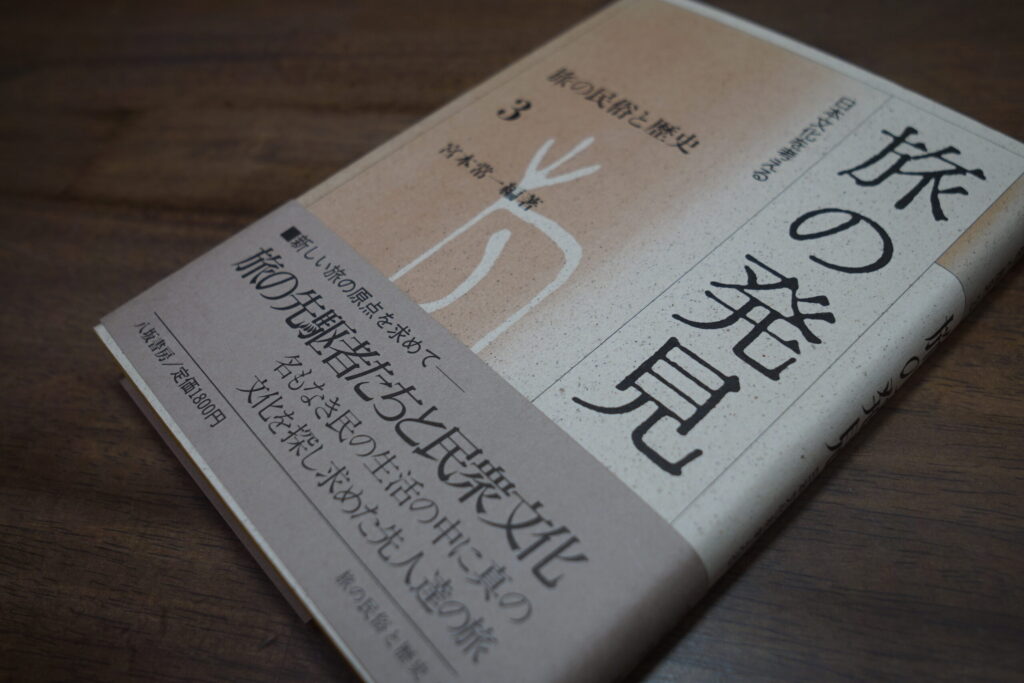 旅の発見
日本文化を考える
旅の民俗と歴史
3
宮本常一編著
■新しい旅の原点を求めて――
旅の先駆者たちと民衆文化
名もなき民の生活の中に真の
文化を探し求めた先人達の旅
八坂書房/定価1800円
旅の民俗と歴史
旅の発見